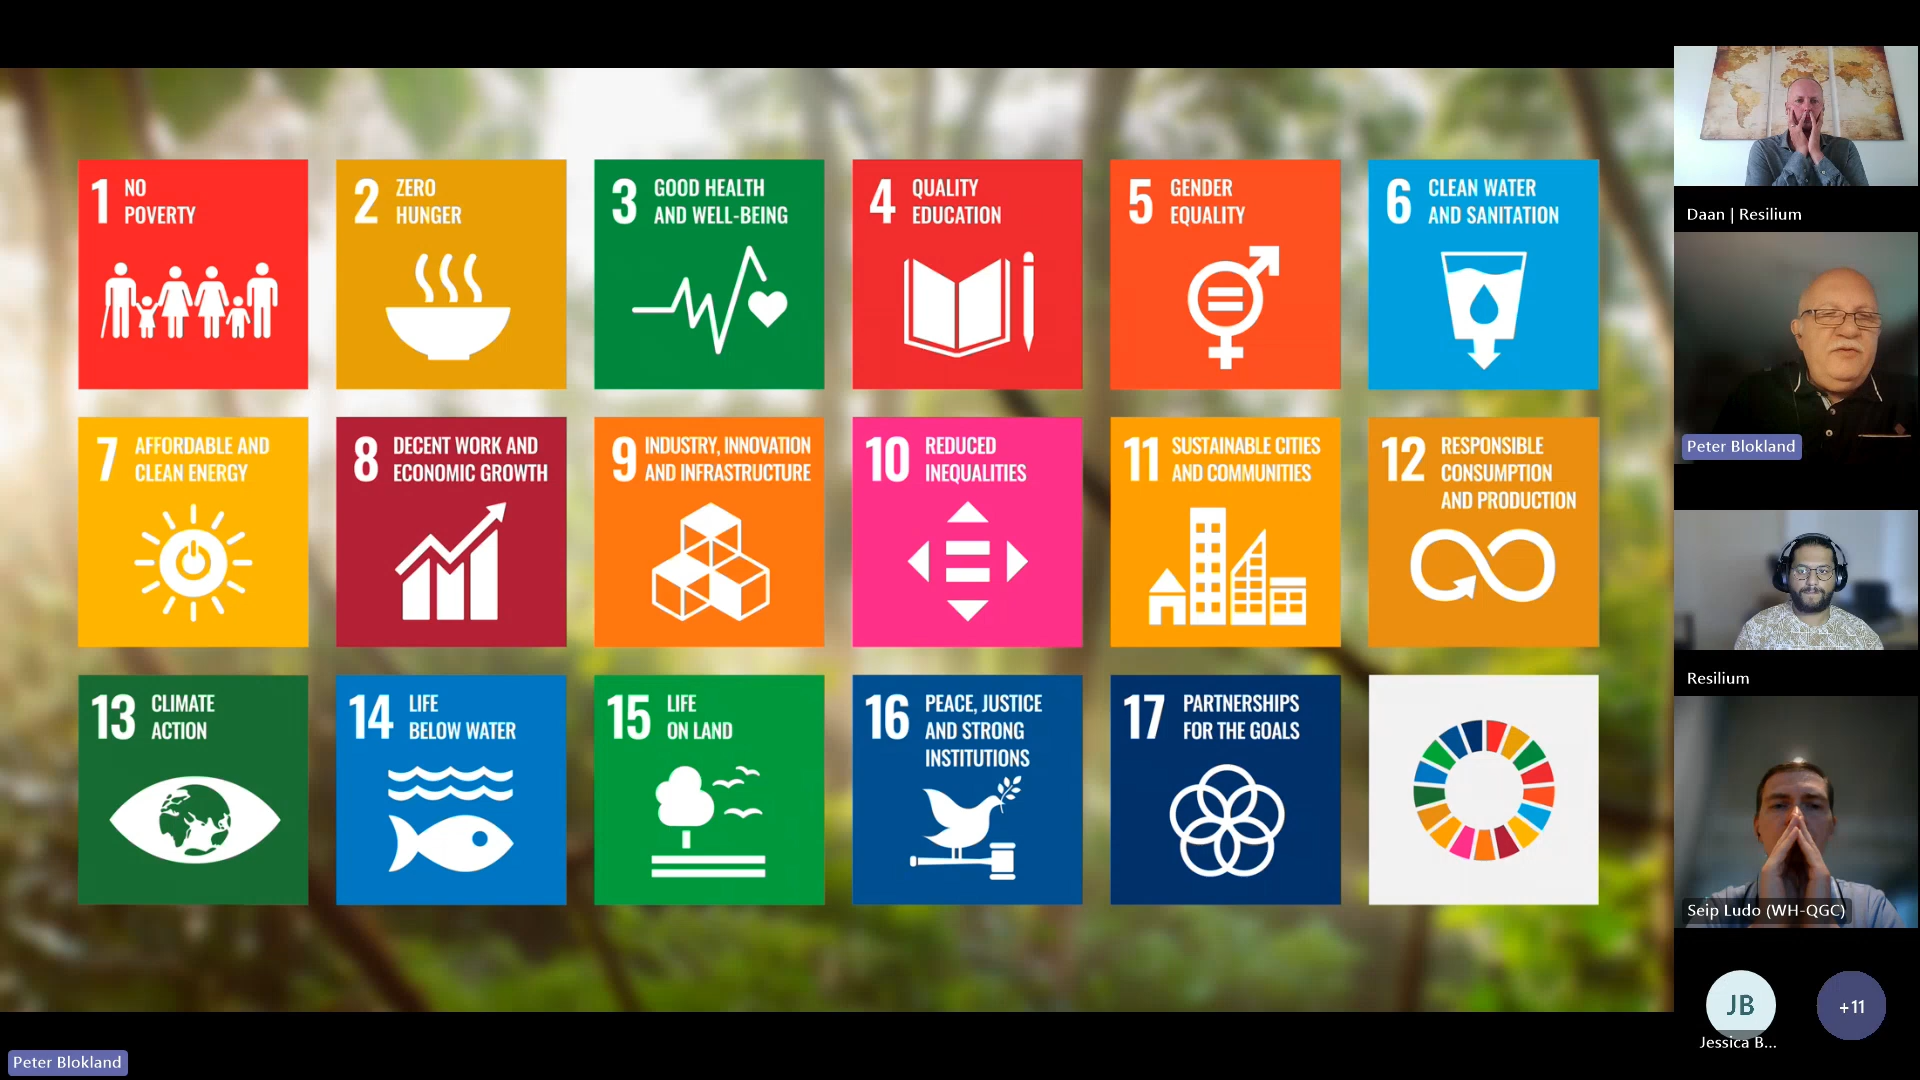 1 NO
POVERTY
2 ZERO
HUNGER
3 GOOD HEALTH
AND WELL-BEING
4 QUALITY
EDUCATION
5 GENDER
EQUALITY
6 CLEAN WATER
AND SANITATION
7 AFFORDABLE AND
CLEAN ENERGY
8 DECENT WORK AND
ECONOMIC GROWTH
9 INDUSTRY, INNOVATION
AND INFRASTRUCTURE
10 REDUCED
INEQUALITIES
11 SUSTAINABLE CITIES
AND COMMUNITIES
12 RESPONSIBLE
CONSUMPTION
AND PRODUCTION
13 CLIMATE
ACTION
14 LIFE
BELOW WATER
15 LIFE
ON LAND
16 PEACE, JUSTICE
AND STRONG
INSTITUTIONS
17 PARTNERSHIPS
FOR THE GOALS
Daan | Resilium
Peter Blokland
Resilium
Seip Ludo (WH-QGC)
JB
Jessica B...
+11
Peter Blokland